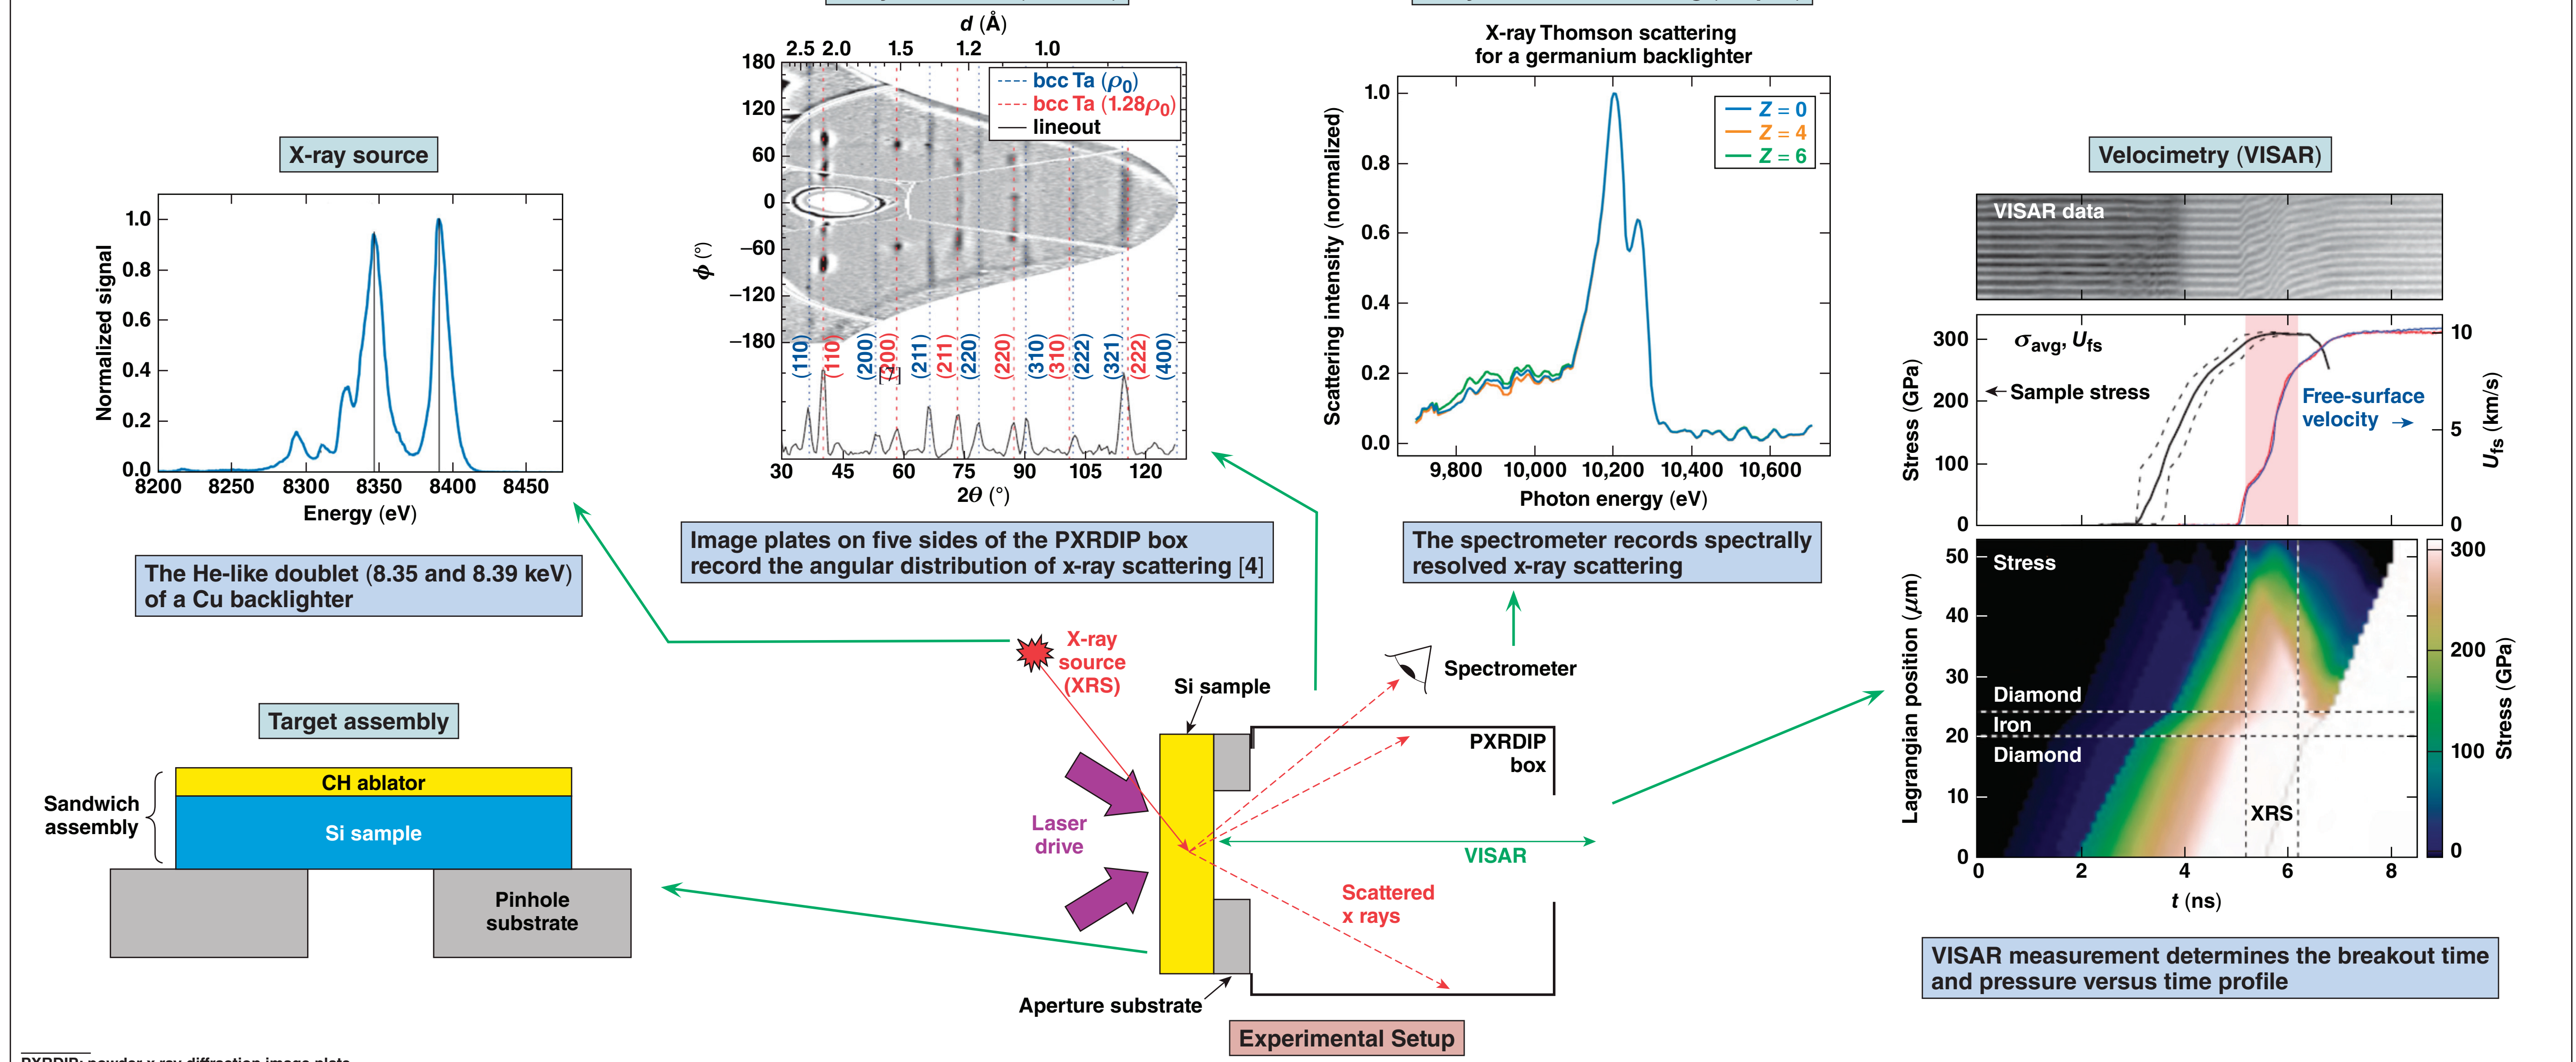 X-ray source
1.0
0.8
0.6
0.4
0.2
0.0
Normalized signal
8200 8250 8300 8350 8400 8450
Energy (eV)
The He-like doublet (8.35 and 8.39 keV)
of a Cu backlighter
d (Å)
2.5 2.0 1.5 1.2 1.0
180
120
60
0
–60
–120
–180
ϕ (°)
bcc Ta (ρ0)
bcc Ta (1.28ρ0)
lineout
(110) (110) (200) (200) (211) (211) (220) (220) (310) (310) (222) (321) (222) (400)
30 45 60 75 90 105 120
2θ (°)
Image plates on five sides of the PXRDIP box
record the angular distribution of x-ray scattering [4]
X-ray Thomson scattering
for a germanium backlighter
Z = 0
Z = 4
Z = 6
1.0
0.8
0.6
0.4
0.2
0.0
Scattering intensity (normalized)
9,800 10,000 10,200 10,400 10,600
Photon energy (eV)
The spectrometer records spectrally
resolved x-ray scattering
Velocimetry (VISAR)
VISAR data
300
200
100
0
Stress (GPa)
σavg, Ufs
Sample stress
Free-surface
velocity
10
5
0
Ufs (km/s)
50
40
30
20
10
0
Lagrangian position (μm)
Stress
Diamond
Iron
Diamond
XRS
0 2 4 6 8
t (ns)
300
200
100
0
Stress (GPa)
VISAR measurement determines the breakout time
and pressure versus time profile
Target assembly
Sandwich
assembly
CH ablator
Si sample
Pinhole
substrate
X-ray
source
(XRS)
Si sample
Spectrometer
PXRDIP
box
Laser
drive
VISAR
Scattered
x rays
Aperture substrate
Experimental Setup
PXRDIP: powder x-ray diffraction image plate